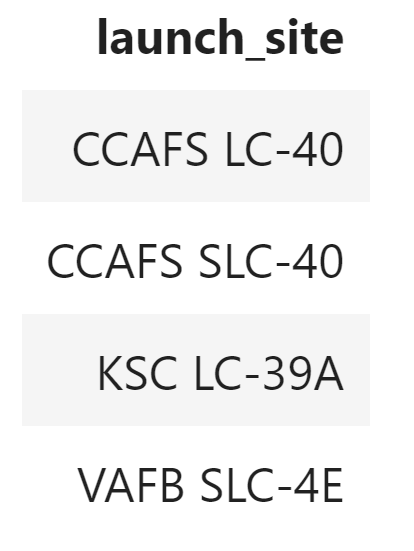 launch_site
CCAFS LC-40
CCAFS SLC-40
KSC LC-39A
VAFB SLC-4E